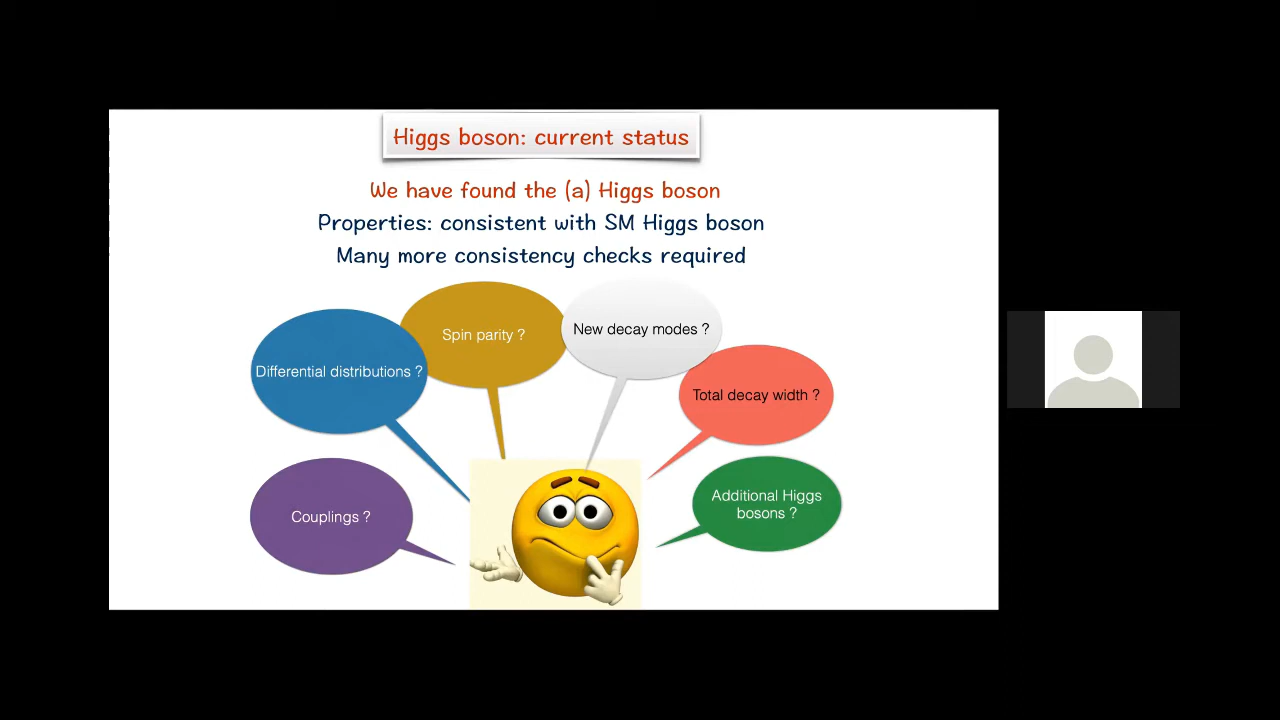 Higgs boson: current status
We have found the (a) Higgs boson
Properties: consistent with SM Higgs boson
Many more consistency checks required
Differential distributions ?
Spin parity ?
New decay modes ?
Total decay width ?
Couplings ?
Additional Higgs
bosons ?